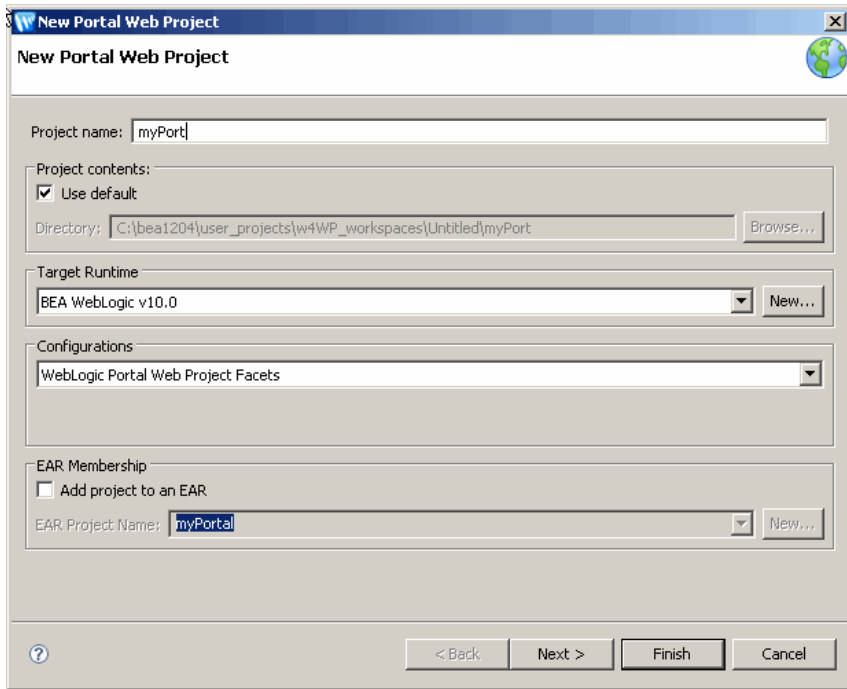 New Portal Web Project
New Portal Web Project
Project name: myPort
Project contents:
Use default
Directory: C:\bea1204\user_projects\w4WP_workspaces\Untitled\myPort Browse...
Target Runtime
BEA WebLogic v10.0 New...
Configurations
WebLogic Portal Web Project Facets
EAR Membership
Add project to an EAR
EAR Project Name: myPortal New...
< Back Next > Finish Cancel